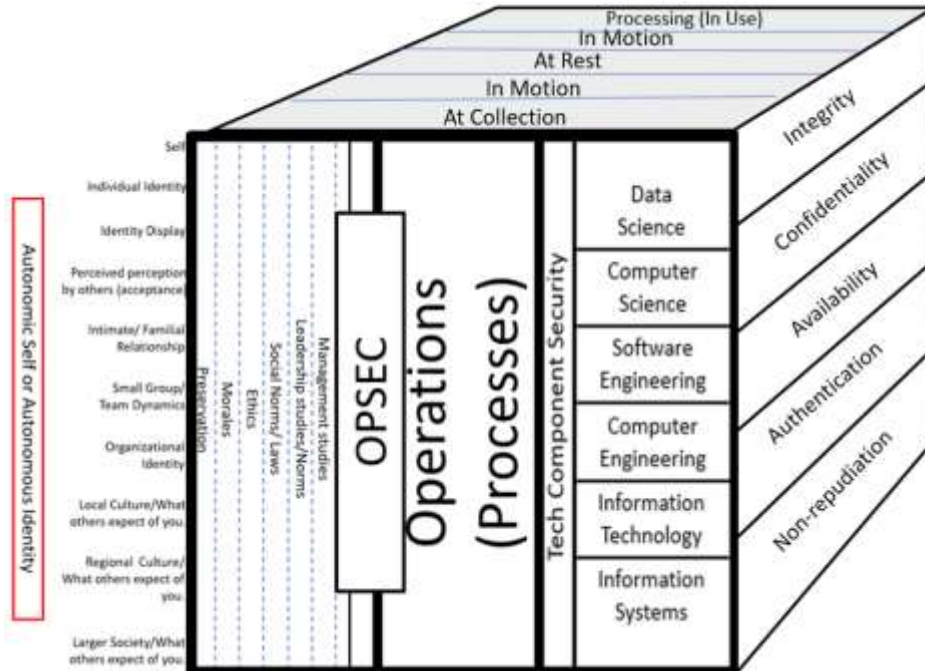 Processing (In Use)
In Motion
At Rest
In Motion
At Collection
Integrity
Confidentiality
Availability
Authentication
Non-repudiation
Autonomic Self or Autonomous Identity
Self
Individual Identity
Identity Display
Perceived perception
by others (acceptance)
Intimate/ Familial
Relationship
Small Group/
Team Dynamics
Organizational
Identity
Local Culture/What
others expect of you.
Regional Culture/
What others expect of
you.
Larger Society/What
others expect of you.
Preservation
Morales
Ethics
Social Norms/ Laws
Leadership studies/Norms
Management studies
OPSEC
Operations
(Processes)
Tech Component Security
Data
Science
Computer
Science
Software
Engineering
Computer
Engineering
Information
Technology
Information
Systems